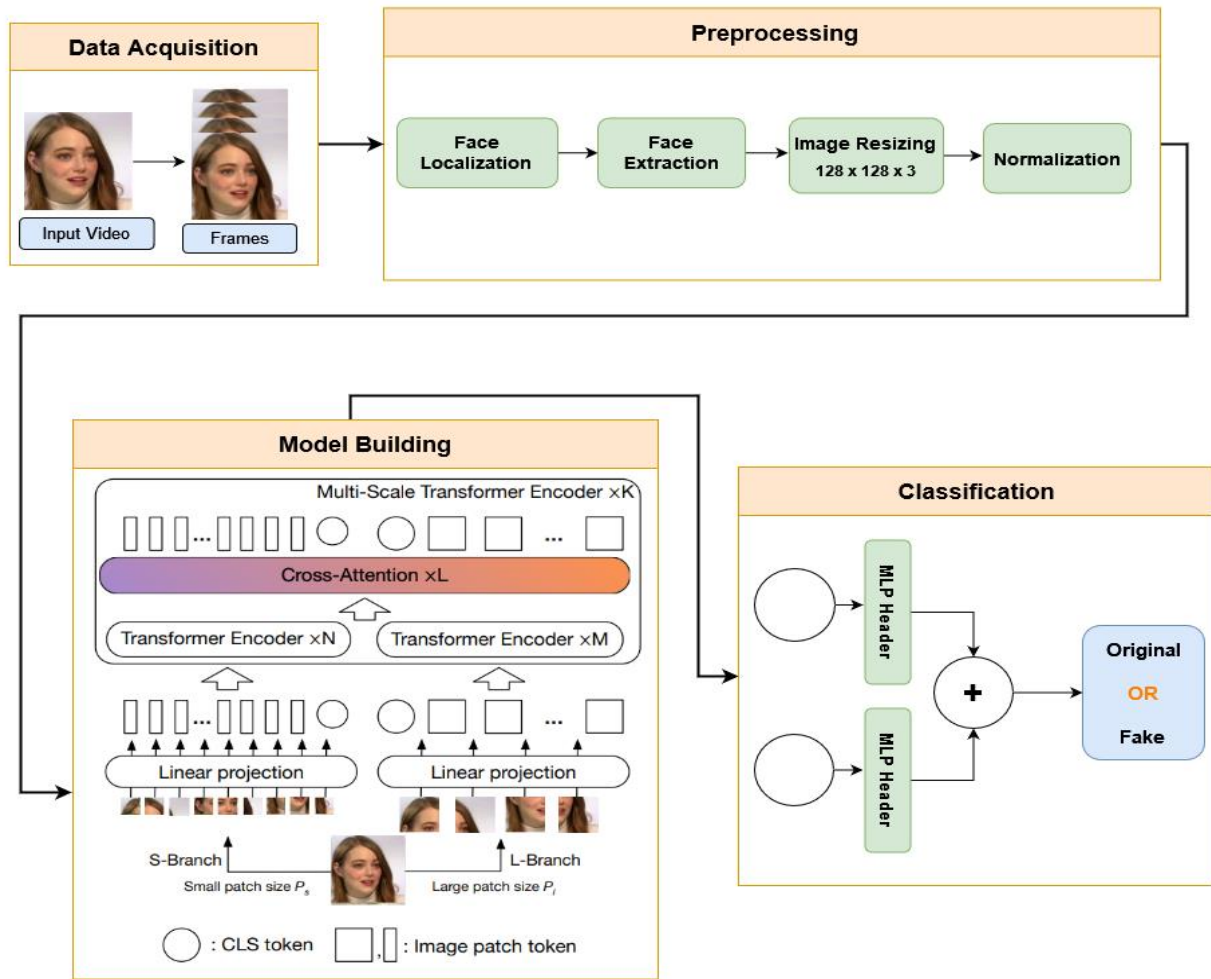 Data Acquisition
Input Video
Frames
Preprocessing
Face
Localization
Face
Extraction
Image Resizing
128 x 128 x 3
Normalization
Model Building
Multi-Scale Transformer Encoder ×K
...
...
Cross-Attention ×L
Transformer Encoder ×N
Transformer Encoder ×M
...
...
Linear projection
Linear projection
S-Branch
L-Branch
Small patch size Ps
Large patch size Pl
: CLS token
, : Image patch token
Classification
MLP Header
MLP Header
+
Original
OR
Fake